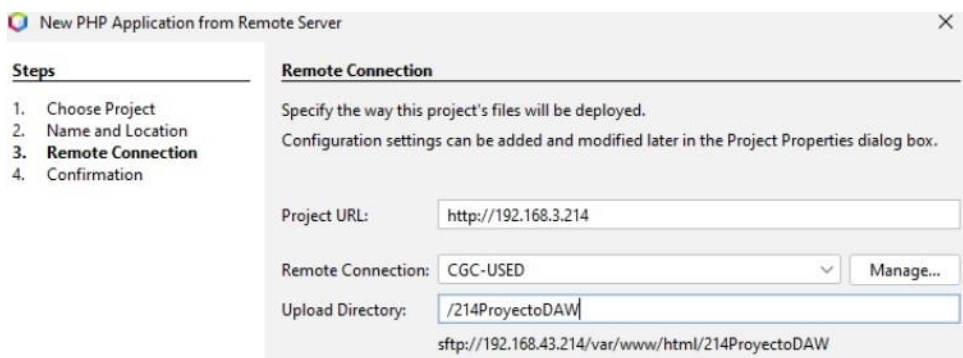 New PHP Application from Remote Server
Steps
1. Choose Project
2. Name and Location
3. Remote Connection
4. Confirmation
Remote Connection
Specify the way this project's files will be deployed.
Configuration settings can be added and modified later in the Project Properties dialog box.
Project URL: http://192.168.3.214
Remote Connection: CGC-USED Manage...
Upload Directory: /214ProyectoDAW
sftp://192.168.43.214/var/www/html/214ProyectoDAW